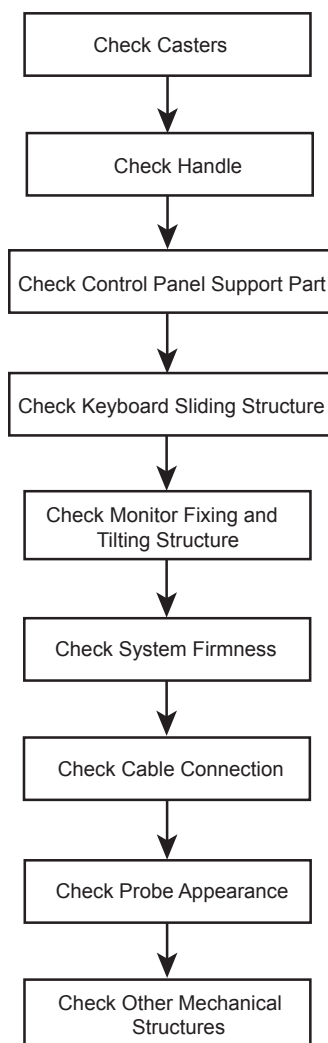 Check Casters
Check Handle
Check Control Panel Support Part
Check Keyboard Sliding Structure
Check Monitor Fixing and
Tilting Structure
Check System Firmness
Check Cable Connection
Check Probe Appearance
Check Other Mechanical
Structures